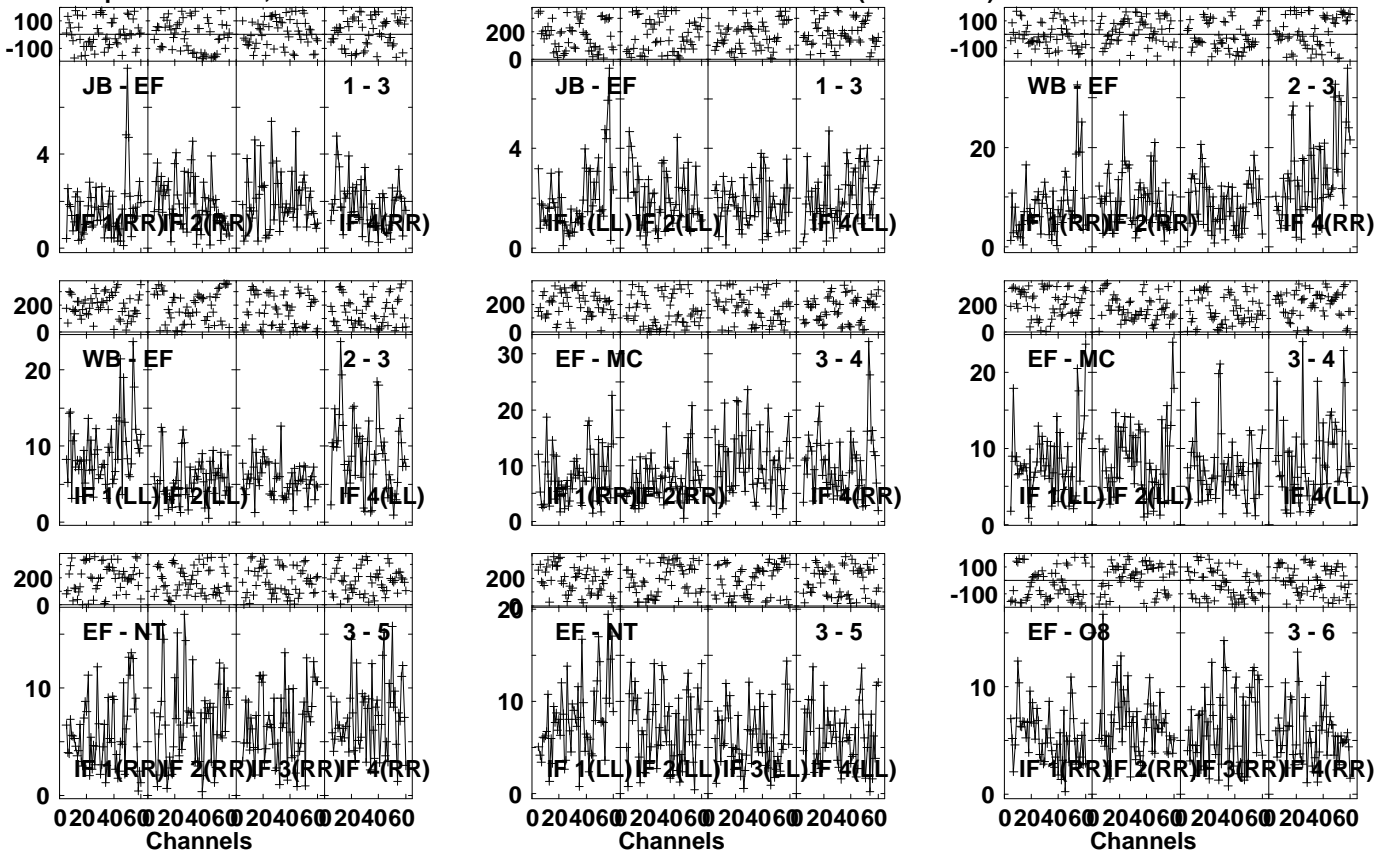 100
-100
JB - EF 1 - 3
4
0
IF 1(RR) IF 2(RR) IF 4(RR)
200
0
JB - EF 1 - 3
4
0
IF 1(LL) IF 2(LL) IF 4(LL)
100
-100
WB - EF 2 - 3
20
0
IF 1(RR) IF 2(RR) IF 4(RR)
200
0
WB - EF 2 - 3
20
10
0
IF 1(LL) IF 2(LL) IF 4(LL)
200
0
EF - MC 3 - 4
30
20
10
0
IF 1(RR) IF 2(RR) IF 4(RR)
200
0
EF - MC 3 - 4
20
10
0
IF 1(LL) IF 2(LL) IF 4(LL)
200
0
EF - NT 3 - 5
10
0
IF 1(RR) IF 2(RR) IF 3(RR) IF 4(RR)
0 20 40 60 0 20 40 60 0 20 40 60 0 20 40 60
Channels
200
0
20
EF - NT 3 - 5
10
0
IF 1(LL) IF 2(LL) IF 3(LL) IF 4(LL)
0 20 40 60 0 20 40 60 0 20 40 60 0 20 40 60
Channels
100
-100
EF - O8 3 - 6
10
0
IF 1(RR) IF 2(RR) IF 3(RR) IF 4(RR)
0 20 40 60 0 20 40 60 0 20 40 60 0 20 40 60
Channels